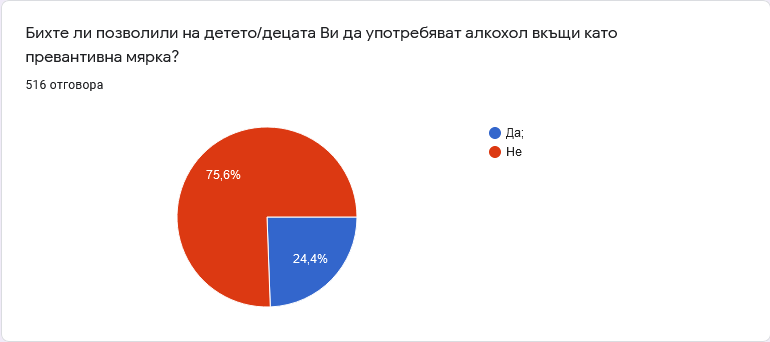 Бихте ли позволили на детето/децата Ви да употребяват алкохол вкъщи като
превантивна мярка?
516 отговора
Да;
Не
75,6%
24,4%